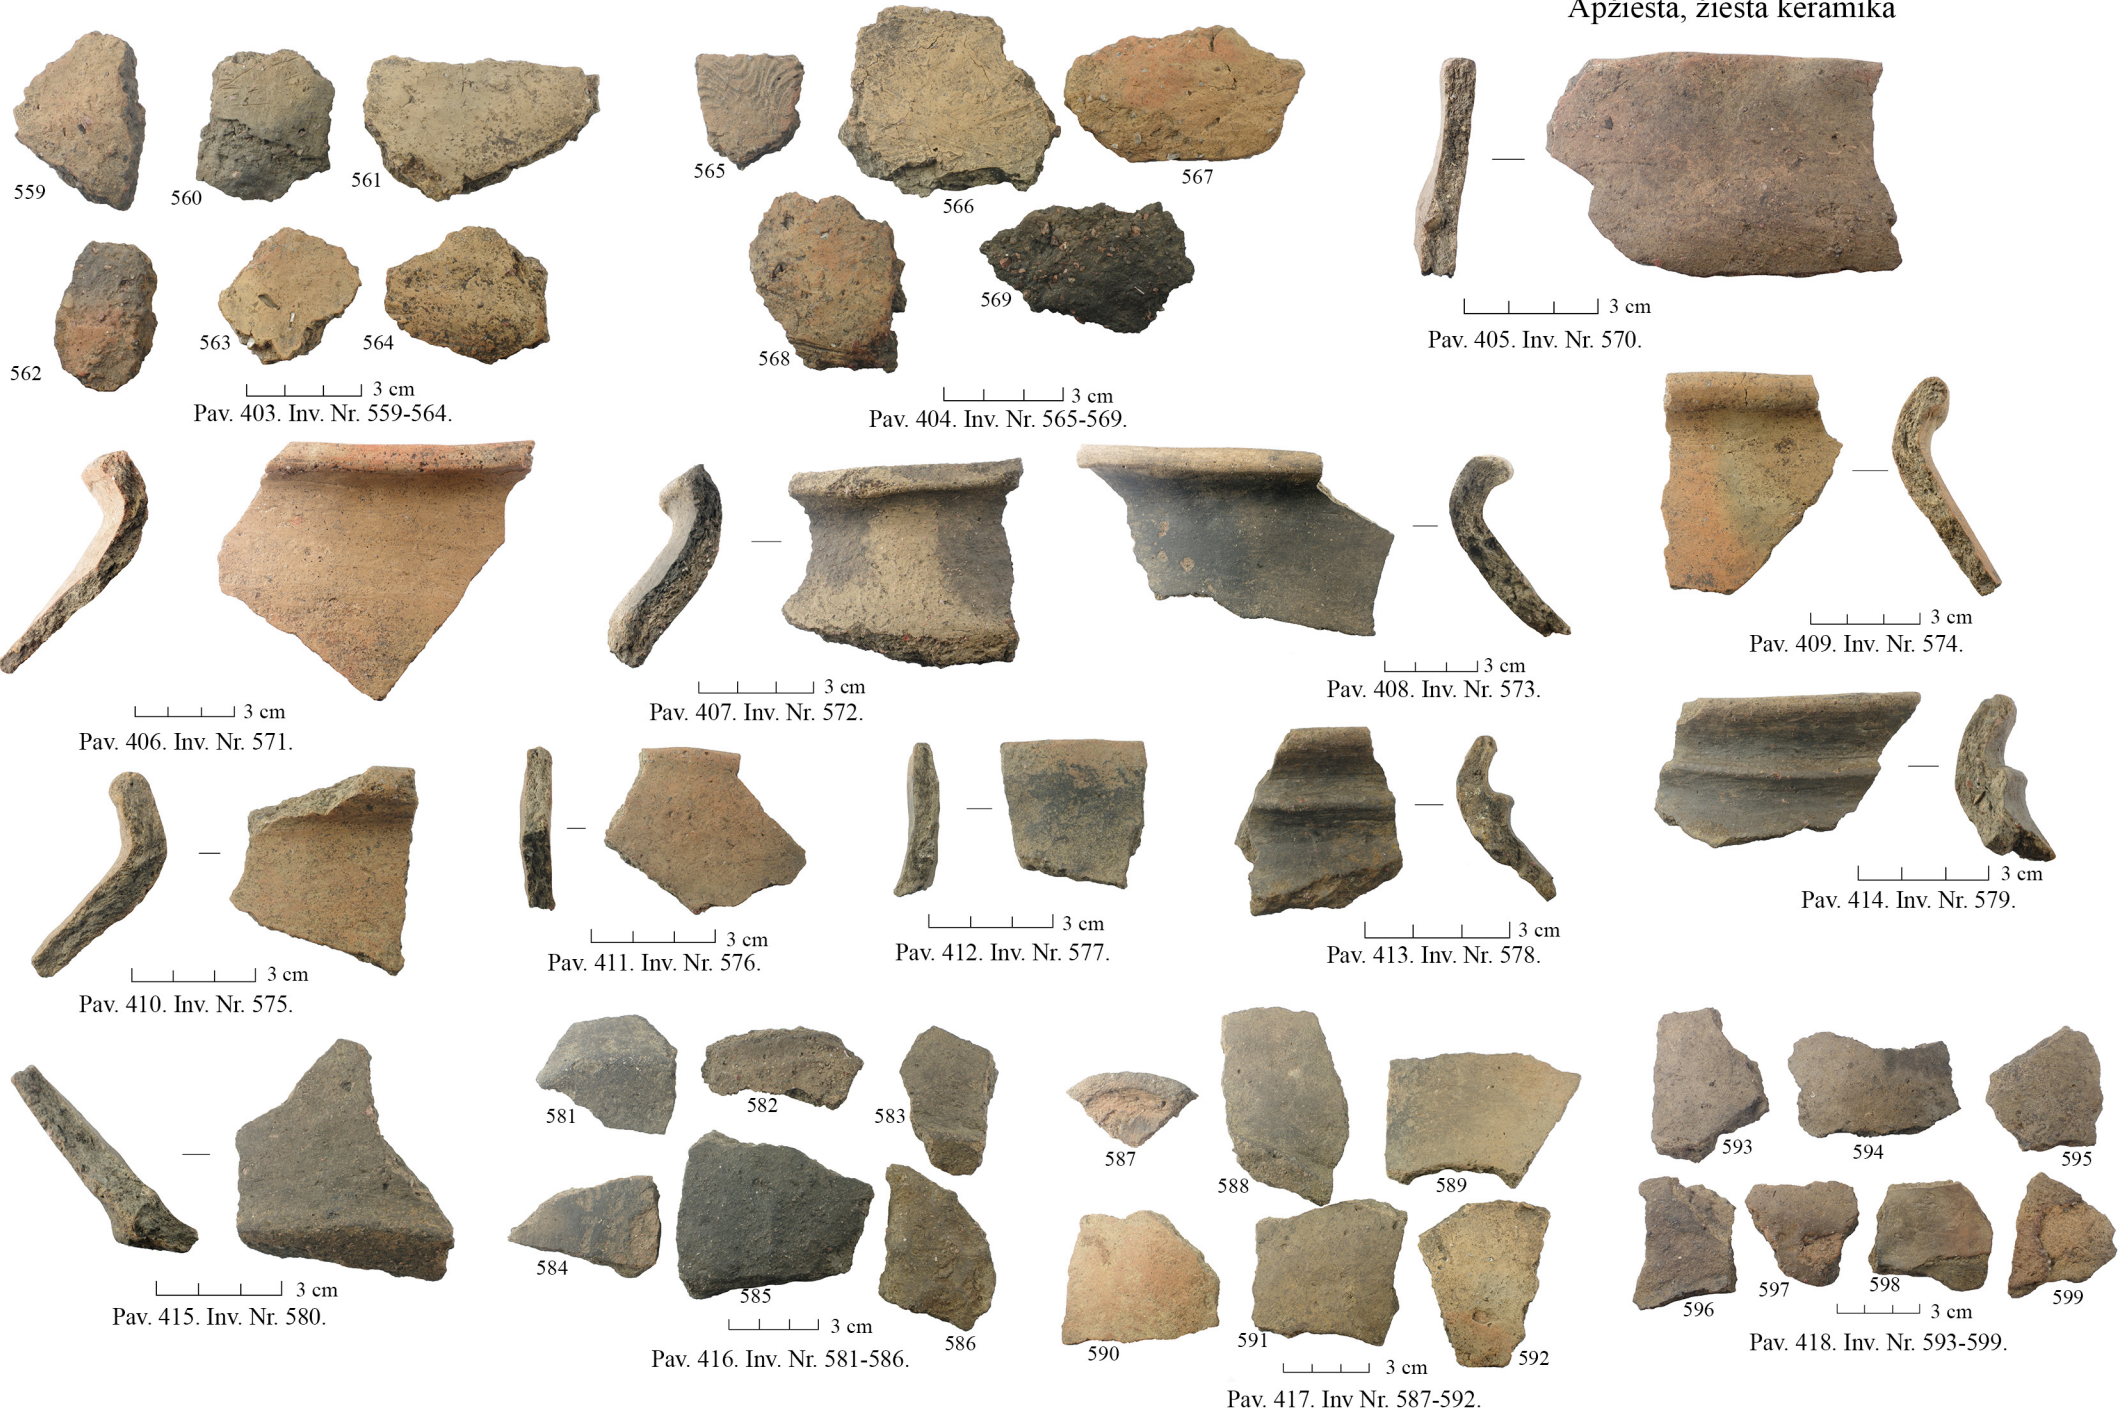 Apžiesta, žiesta keramika
559
560
561
562
563
564
3 cm
Pav. 403. Inv. Nr. 559-564.
565
566
567
568
569
3 cm
Pav. 404. Inv. Nr. 565-569.
3 cm
Pav. 405. Inv. Nr. 570.
3 cm
Pav. 406. Inv. Nr. 571.
3 cm
Pav. 407. Inv. Nr. 572.
3 cm
Pav. 408. Inv. Nr. 573.
3 cm
Pav. 409. Inv. Nr. 574.
3 cm
Pav. 410. Inv. Nr. 575.
3 cm
Pav. 411. Inv. Nr. 576.
3 cm
Pav. 412. Inv. Nr. 577.
3 cm
Pav. 413. Inv. Nr. 578.
3 cm
Pav. 414. Inv. Nr. 579.
3 cm
Pav. 415. Inv. Nr. 580.
581
582
583
584
585
586
3 cm
Pav. 416. Inv. Nr. 581-586.
587
588
589
590
591
592
3 cm
Pav. 417. Inv Nr. 587-592.
593
594
595
596
597
598
599
3 cm
Pav. 418. Inv. Nr. 593-599.